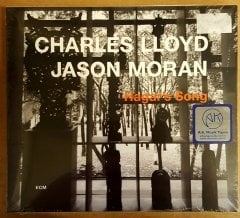 CHARLES LLOYD
JASON MORAN
Hagar's Song
ECM